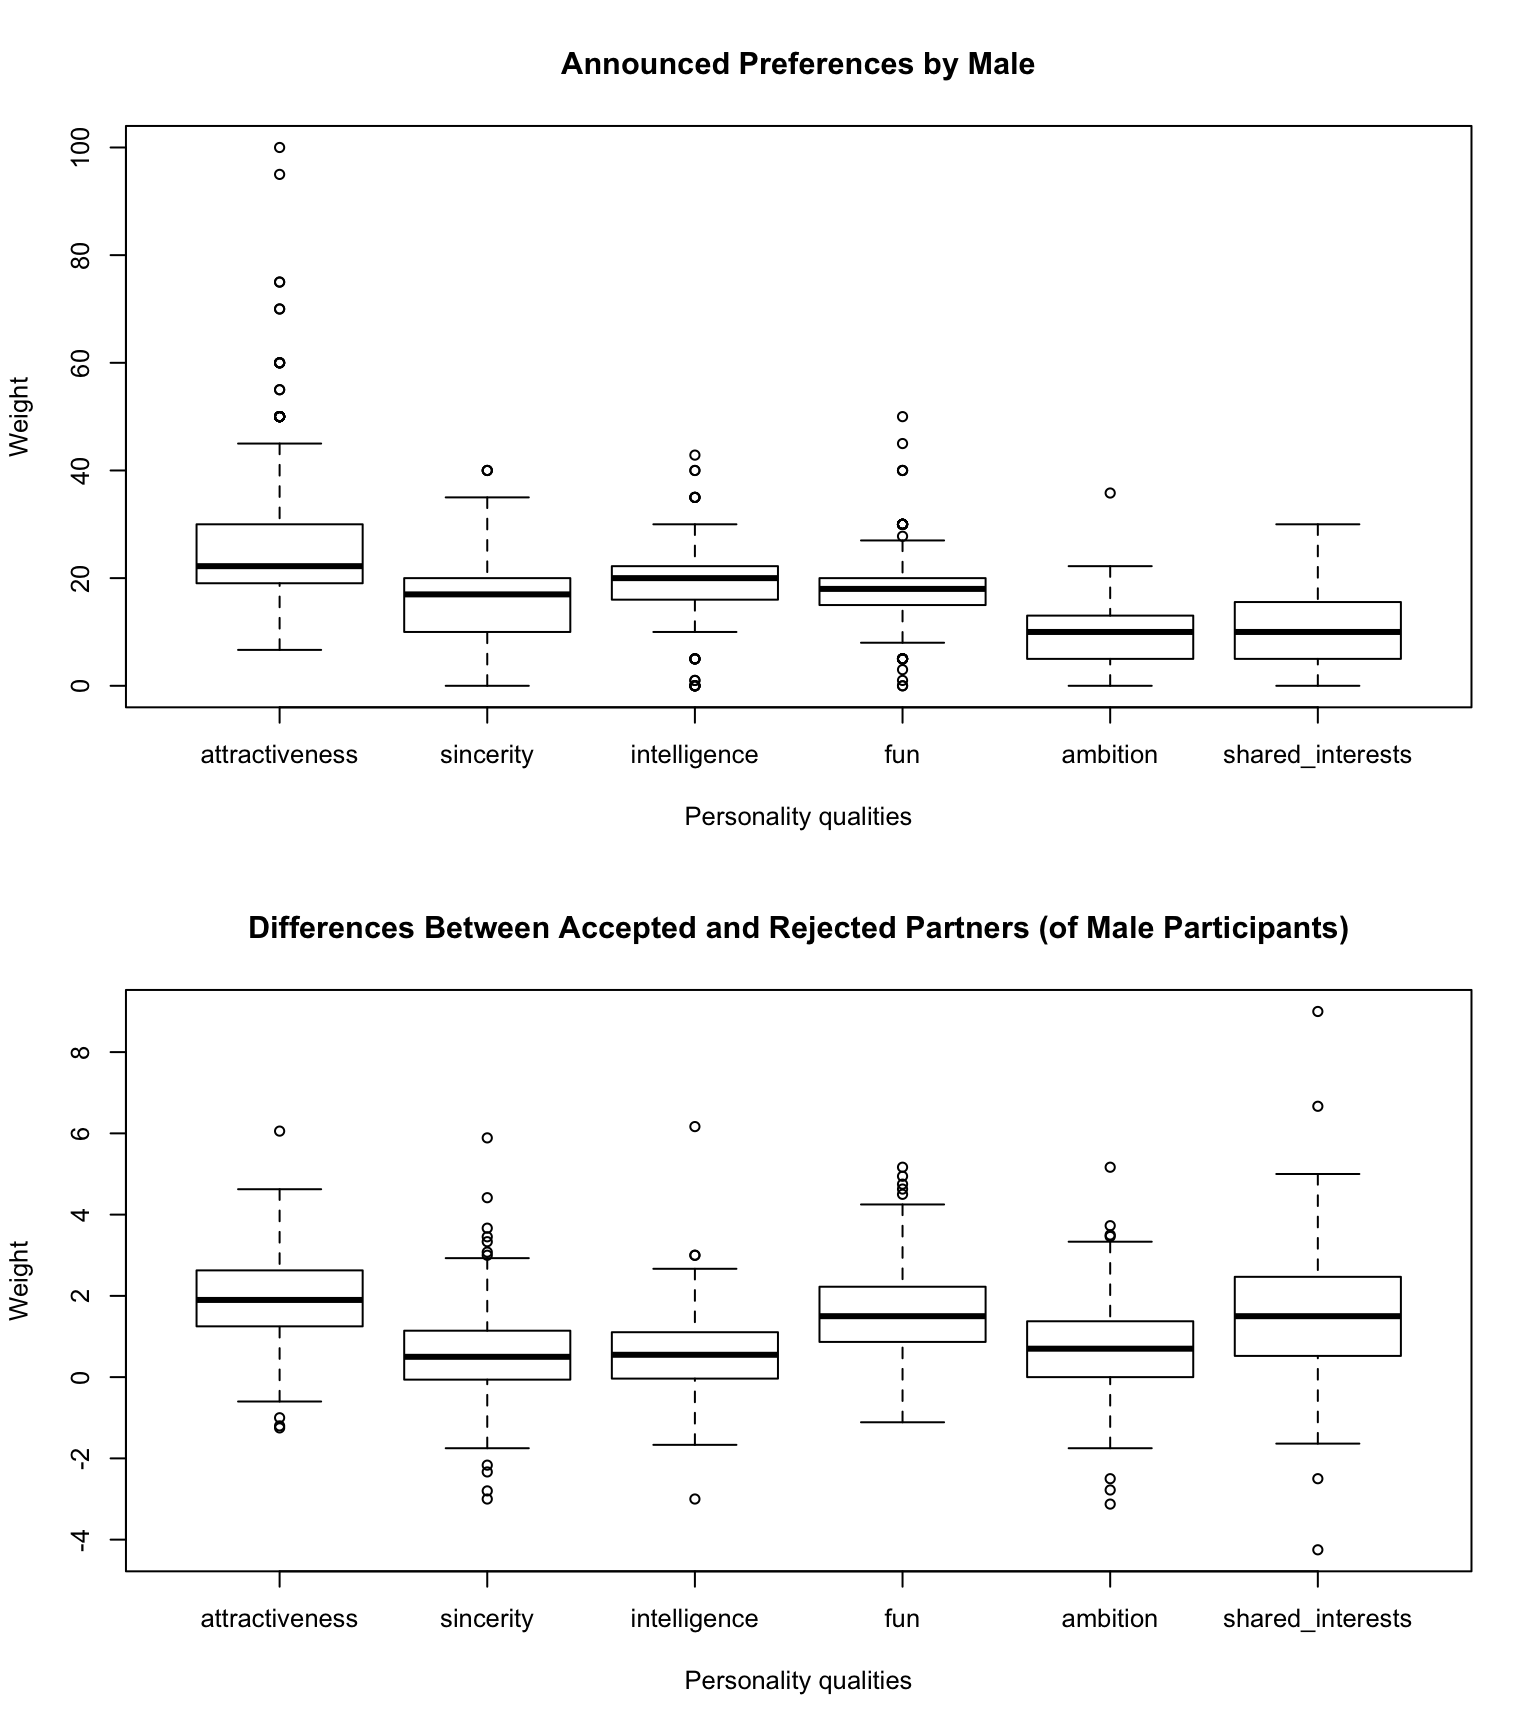 Announced Preferences by Male
100
80
60
40
20
0
Weight
attractiveness sincerity intelligence fun ambition shared_interests
Personality qualities
Differences Between Accepted and Rejected Partners (of Male Participants)
8
6
4
2
0
-2
-4
Weight
attractiveness sincerity intelligence fun ambition shared_interests
Personality qualities